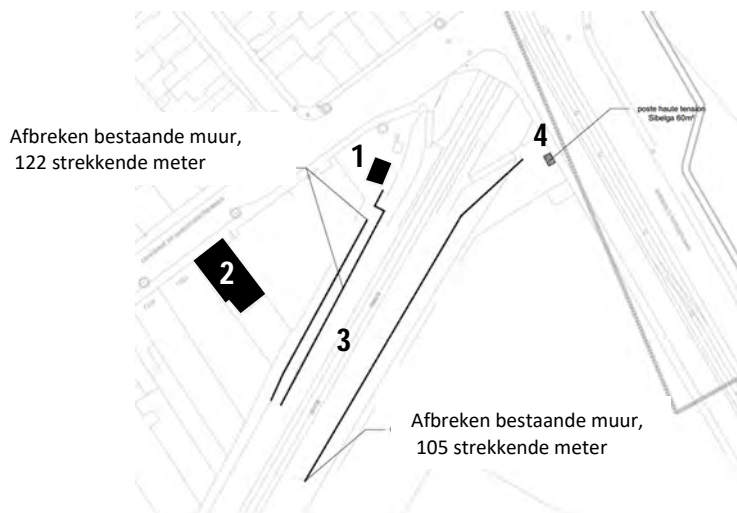 poste haute tension
Sibelga 60m²
4
Afbreken bestaande muur,
122 strekkende meter
1
2
3
Afbreken bestaande muur,
105 strekkende meter